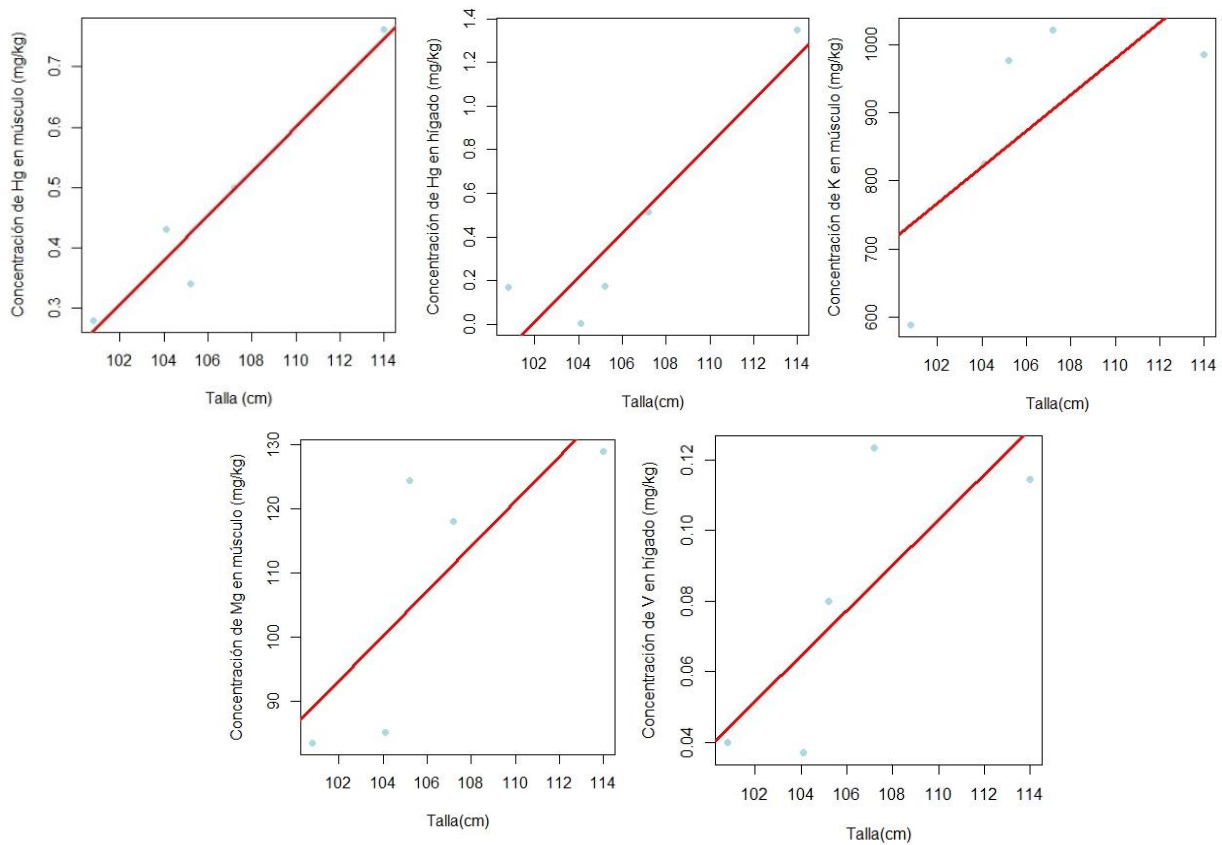 Concentración de Hg en músculo (mg/kg)
0.7
0.6
0.5
0.4
0.3
102 104 106 108 110 112 114
Talla (cm)
Concentración de Hg en hígado (mg/kg)
1.4
1.2
1.0
0.8
0.6
0.4
0.2
0.0
102 104 106 108 110 112 114
Talla(cm)
Concentración de K en músculo (mg/kg)
1000
900
800
700
600
102 104 106 108 110 112 114
Talla(cm)
Concentración de Mg en músculo (mg/kg)
130
120
110
100
90
102 104 106 108 110 112 114
Talla(cm)
Concentración de V en hígado (mg/kg)
0.12
0.10
0.08
0.06
0.04
102 104 106 108 110 112 114
Talla(cm)